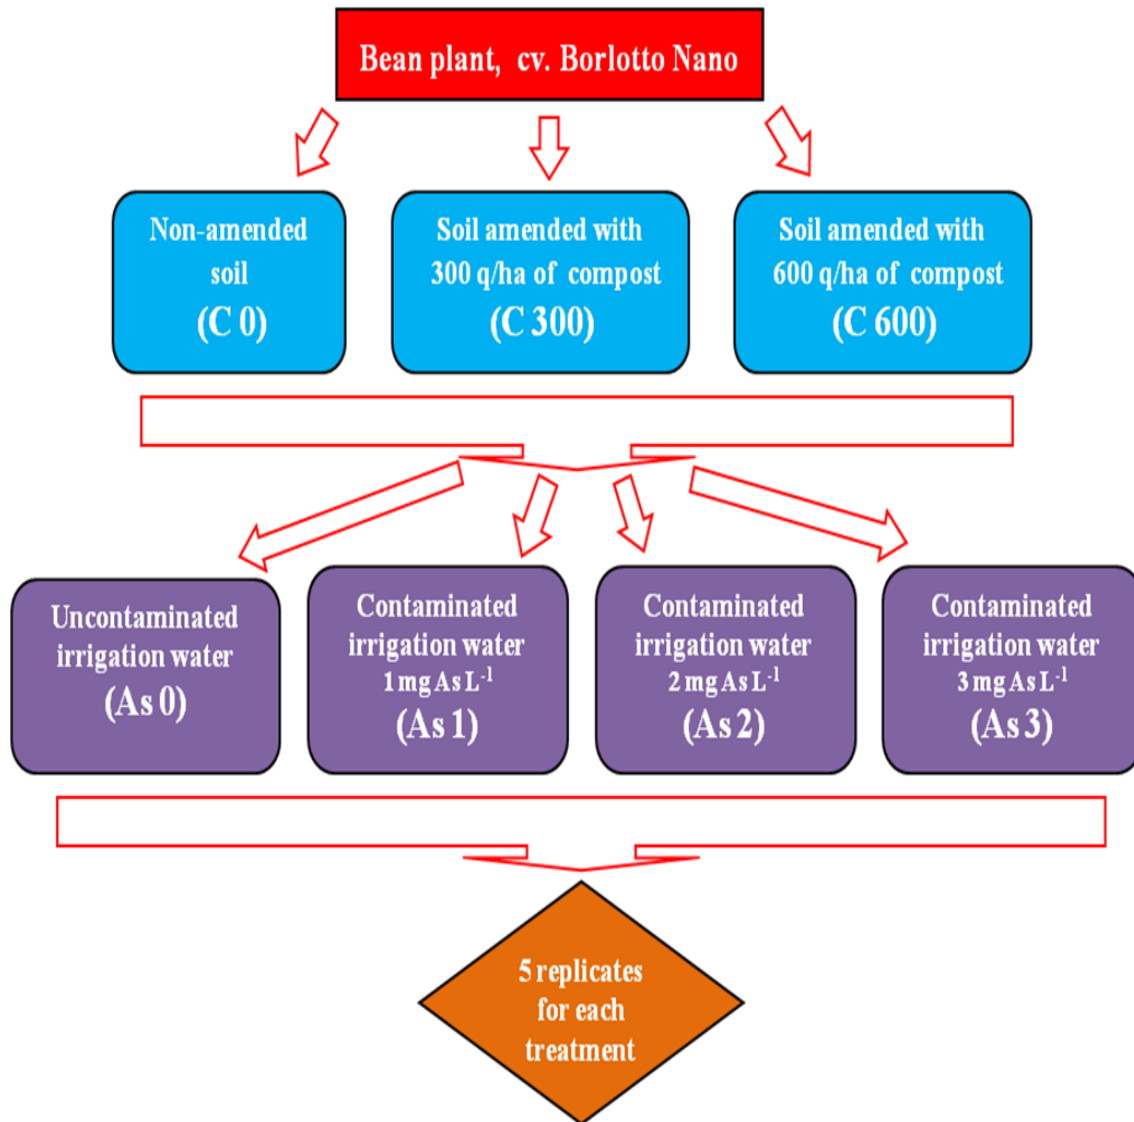 Bean plant, cv. Borlotto Nano
Non-amended
soil
(C 0)
Soil amended with
300 q/ha of compost
(C 300)
Soil amended with
600 q/ha of compost
(C 600)
Uncontaminated
irrigation water
(As 0)
Contaminated
irrigation water
1 mg As L⁻¹
(As 1)
Contaminated
irrigation water
2 mg As L⁻¹
(As 2)
Contaminated
irrigation water
3 mg As L⁻¹
(As 3)
5 replicates
for each
treatment